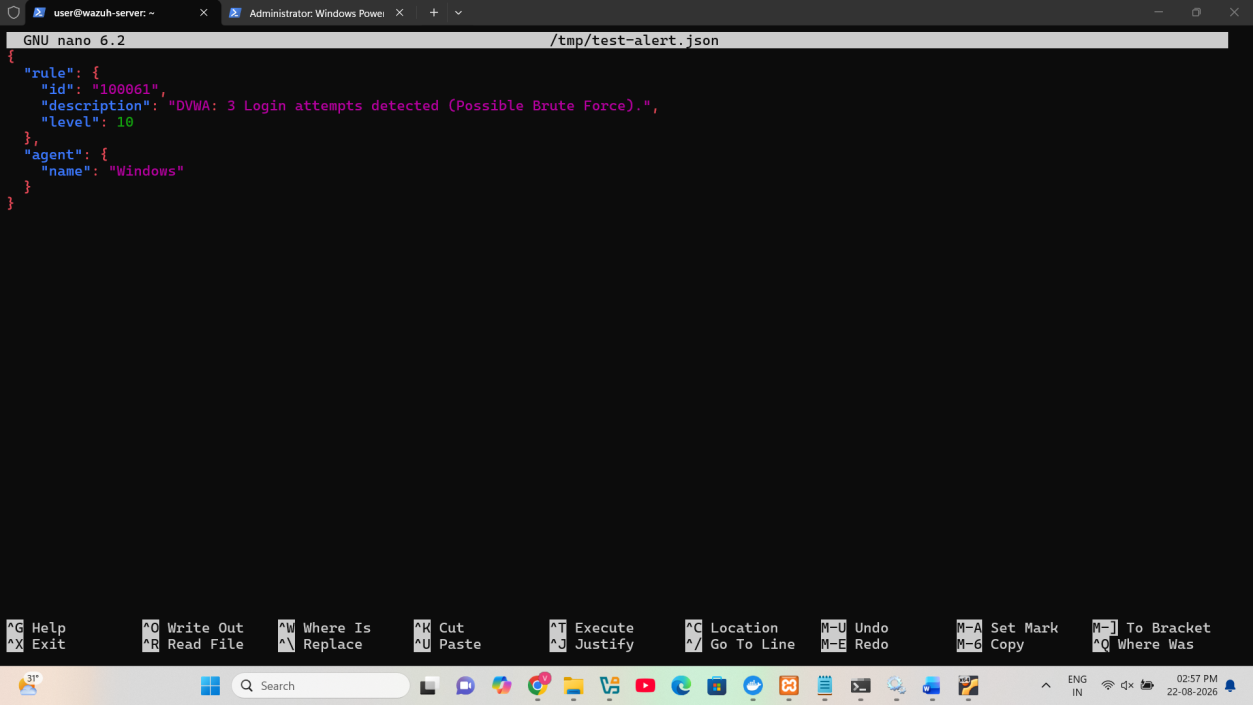 user@wazuh-server: ~
Administrator: Windows Power
GNU nano 6.2 /tmp/test-alert.json
{
  "rule": {
    "id": "100061",
    "description": "DVWA: 3 Login attempts detected (Possible Brute Force).",
    "level": 10
  },
  "agent": {
    "name": "Windows"
  }
}
^G Help ^O Write Out ^W Where Is ^K Cut ^T Execute ^C Location M-U Undo M-A Set Mark M-] To Bracket
^X Exit ^R Read File ^\ Replace ^U Paste ^J Justify ^/ Go To Line M-E Redo M-6 Copy ^Q Where Was
31°
Search
ENG
IN
02:57 PM
22-08-2026